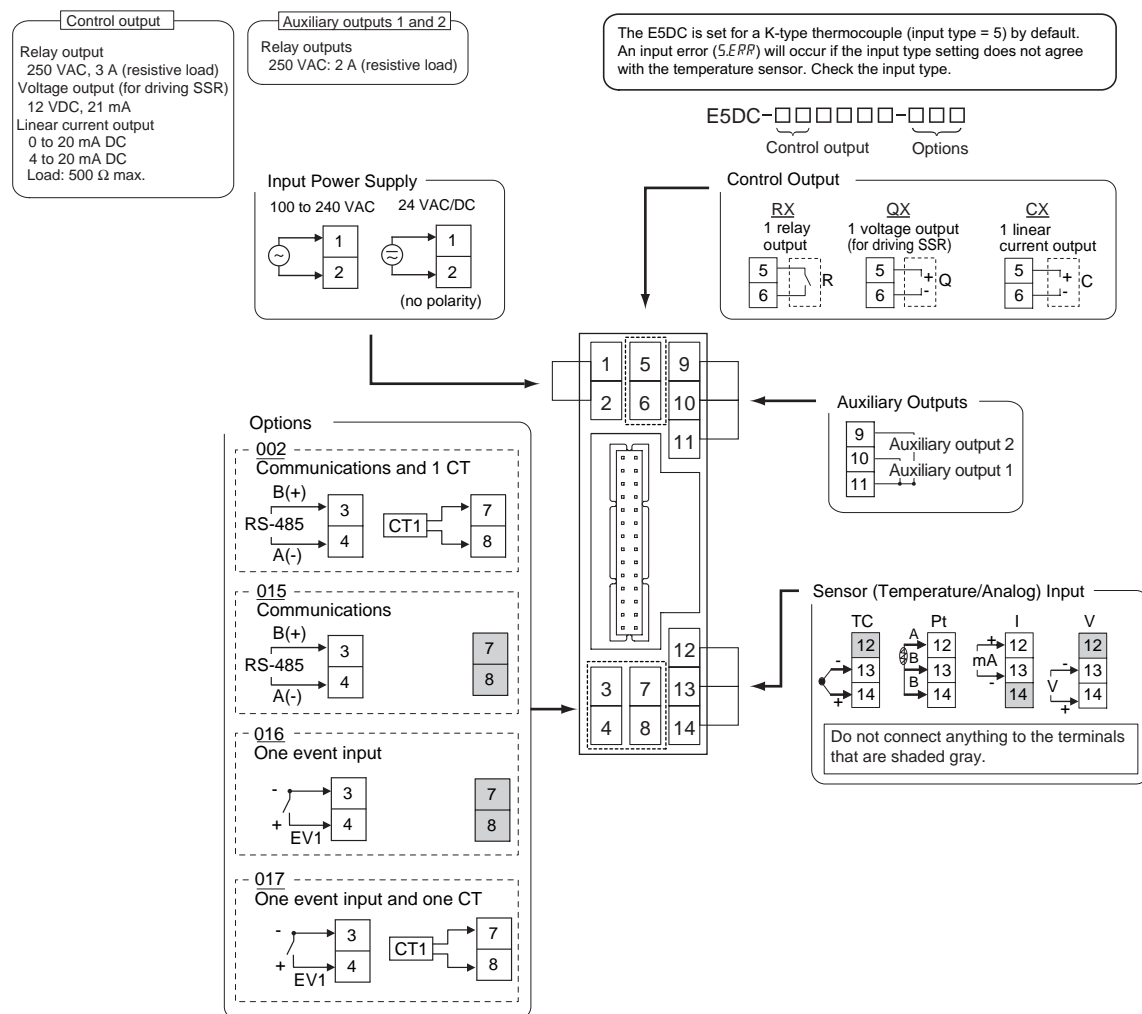 Control output
Relay output
250 VAC, 3 A (resistive load)
Voltage output (for driving SSR)
12 VDC, 21 mA
Linear current output
0 to 20 mA DC
4 to 20 mA DC
Load: 500 Ω max.
Auxiliary outputs 1 and 2
Relay outputs
250 VAC: 2 A (resistive load)
The E5DC is set for a K-type thermocouple (input type = 5) by default.
An input error (S.ERR) will occur if the input type setting does not agree
with the temperature sensor. Check the input type.
E5DC-□□□□□□-□□□
Control output Options
Input Power Supply
100 to 240 VAC 24 VAC/DC
1 1
2 2
(no polarity)
Control Output
RX QX CX
1 relay output
1 voltage output (for driving SSR)
1 linear current output
5 5 + 5 +
R Q C
6 6 - 6 -
1 5 9
2 6 10
11
Auxiliary Outputs
9
Auxiliary output 2
10
Auxiliary output 1
11
Options
002
Communications and 1 CT
B(+)
3 7
RS-485 CT1
4 8
A(-)
015
Communications
B(+)
3 7
RS-485
4 8
A(-)
016
One event input
- 3 7
+ 4 8
EV1
017
One event input and one CT
- 3 7
CT1
+ 4 8
EV1
12
3 7 13
4 8 14
Sensor (Temperature/Analog) Input
TC Pt I V
12 A 12 + 12 12
- 13 B 13 mA 13 - 13
V
+ 14 B 14 - 14 + 14
Do not connect anything to the terminals
that are shaded gray.